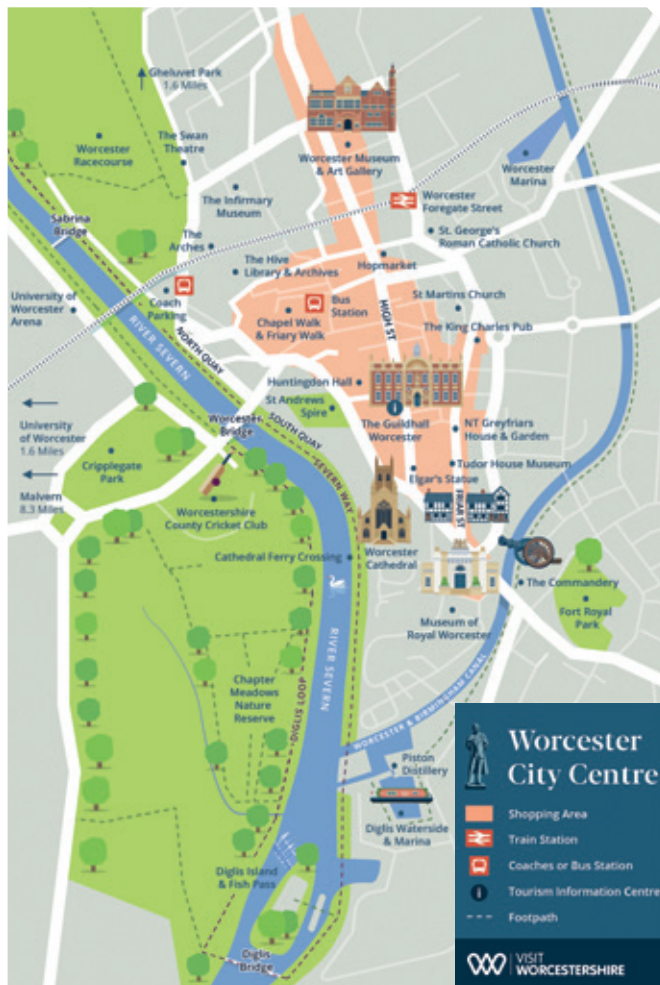 Gheluvet Park
1.6 Miles
Worcester
Racecourse
The Swan
Theatre
Worcester Museum
& Art Gallery
Worcester
Marina
The Infirmary
Museum
Worcester
Foregate Street
Sabrina
Bridge
The
Arches
St. George's
Roman Catholic Church
The Hive
Library & Archives
Hopmarket
University of
Worcester
Arena
Coach
Parking
Bus
Station
St Martins Church
Chapel Walk
& Friary Walk
HIGH ST
The King Charles Pub
RIVER SEVERN
NORTH QUAY
Huntingdon Hall
St Andrews
Spire
University
of Worcester
1.6 Miles
Worcester
Bridge
SOUTH QUAY
The Guildhall
Worcester
NT Greyfriars
House & Garden
Cripplegate
Park
SEVERN WAY
Tudor House Museum
Elgar's Statue
Malvern
8.3 Miles
Worcestershire
County Cricket Club
FRIAR ST
Cathedral Ferry Crossing
Worcester
Cathedral
The Commandery
Fort Royal
Park
Museum of
Royal Worcester
RIVER SEVERN
Chapter
Meadows
Nature
Reserve
DIGLIS LOOP
WORCESTER & BIRMINGHAM CANAL
Piston
Distillery
Diglis Waterside
& Marina
Diglis Island
& Fish Pass
Diglis
Bridge
Worcester
City Centre
Shopping Area
Train Station
Coaches or Bus Station
i Tourism Information Centre
Footpath
VISIT
WORCESTERSHIRE